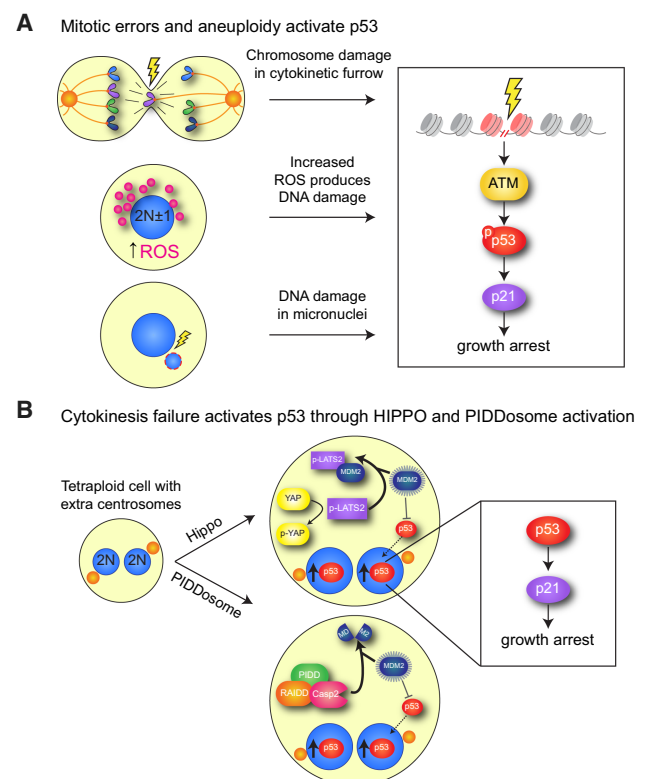 A
Mitotic errors and aneuploidy activate p53
Chromosome damage
in cytokinetic furrow
ATM
Increased
ROS produces
DNA damage
2N±1
↑ROS
p
p53
DNA damage
in micronuclei
p21
growth arrest
B
Cytokinesis failure activates p53 through HIPPO and PIDDosome activation
Tetraploid cell with
extra centrosomes
2N 2N
Hippo
PIDDosome
p-LATS2
MDM2
MDM2
YAP
p-LATS2
p-YAP
p53
p53
p53
p53
p21
growth arrest
MD M2
PIDD
MDM2
RAIDD Casp2
p53
p53
p53